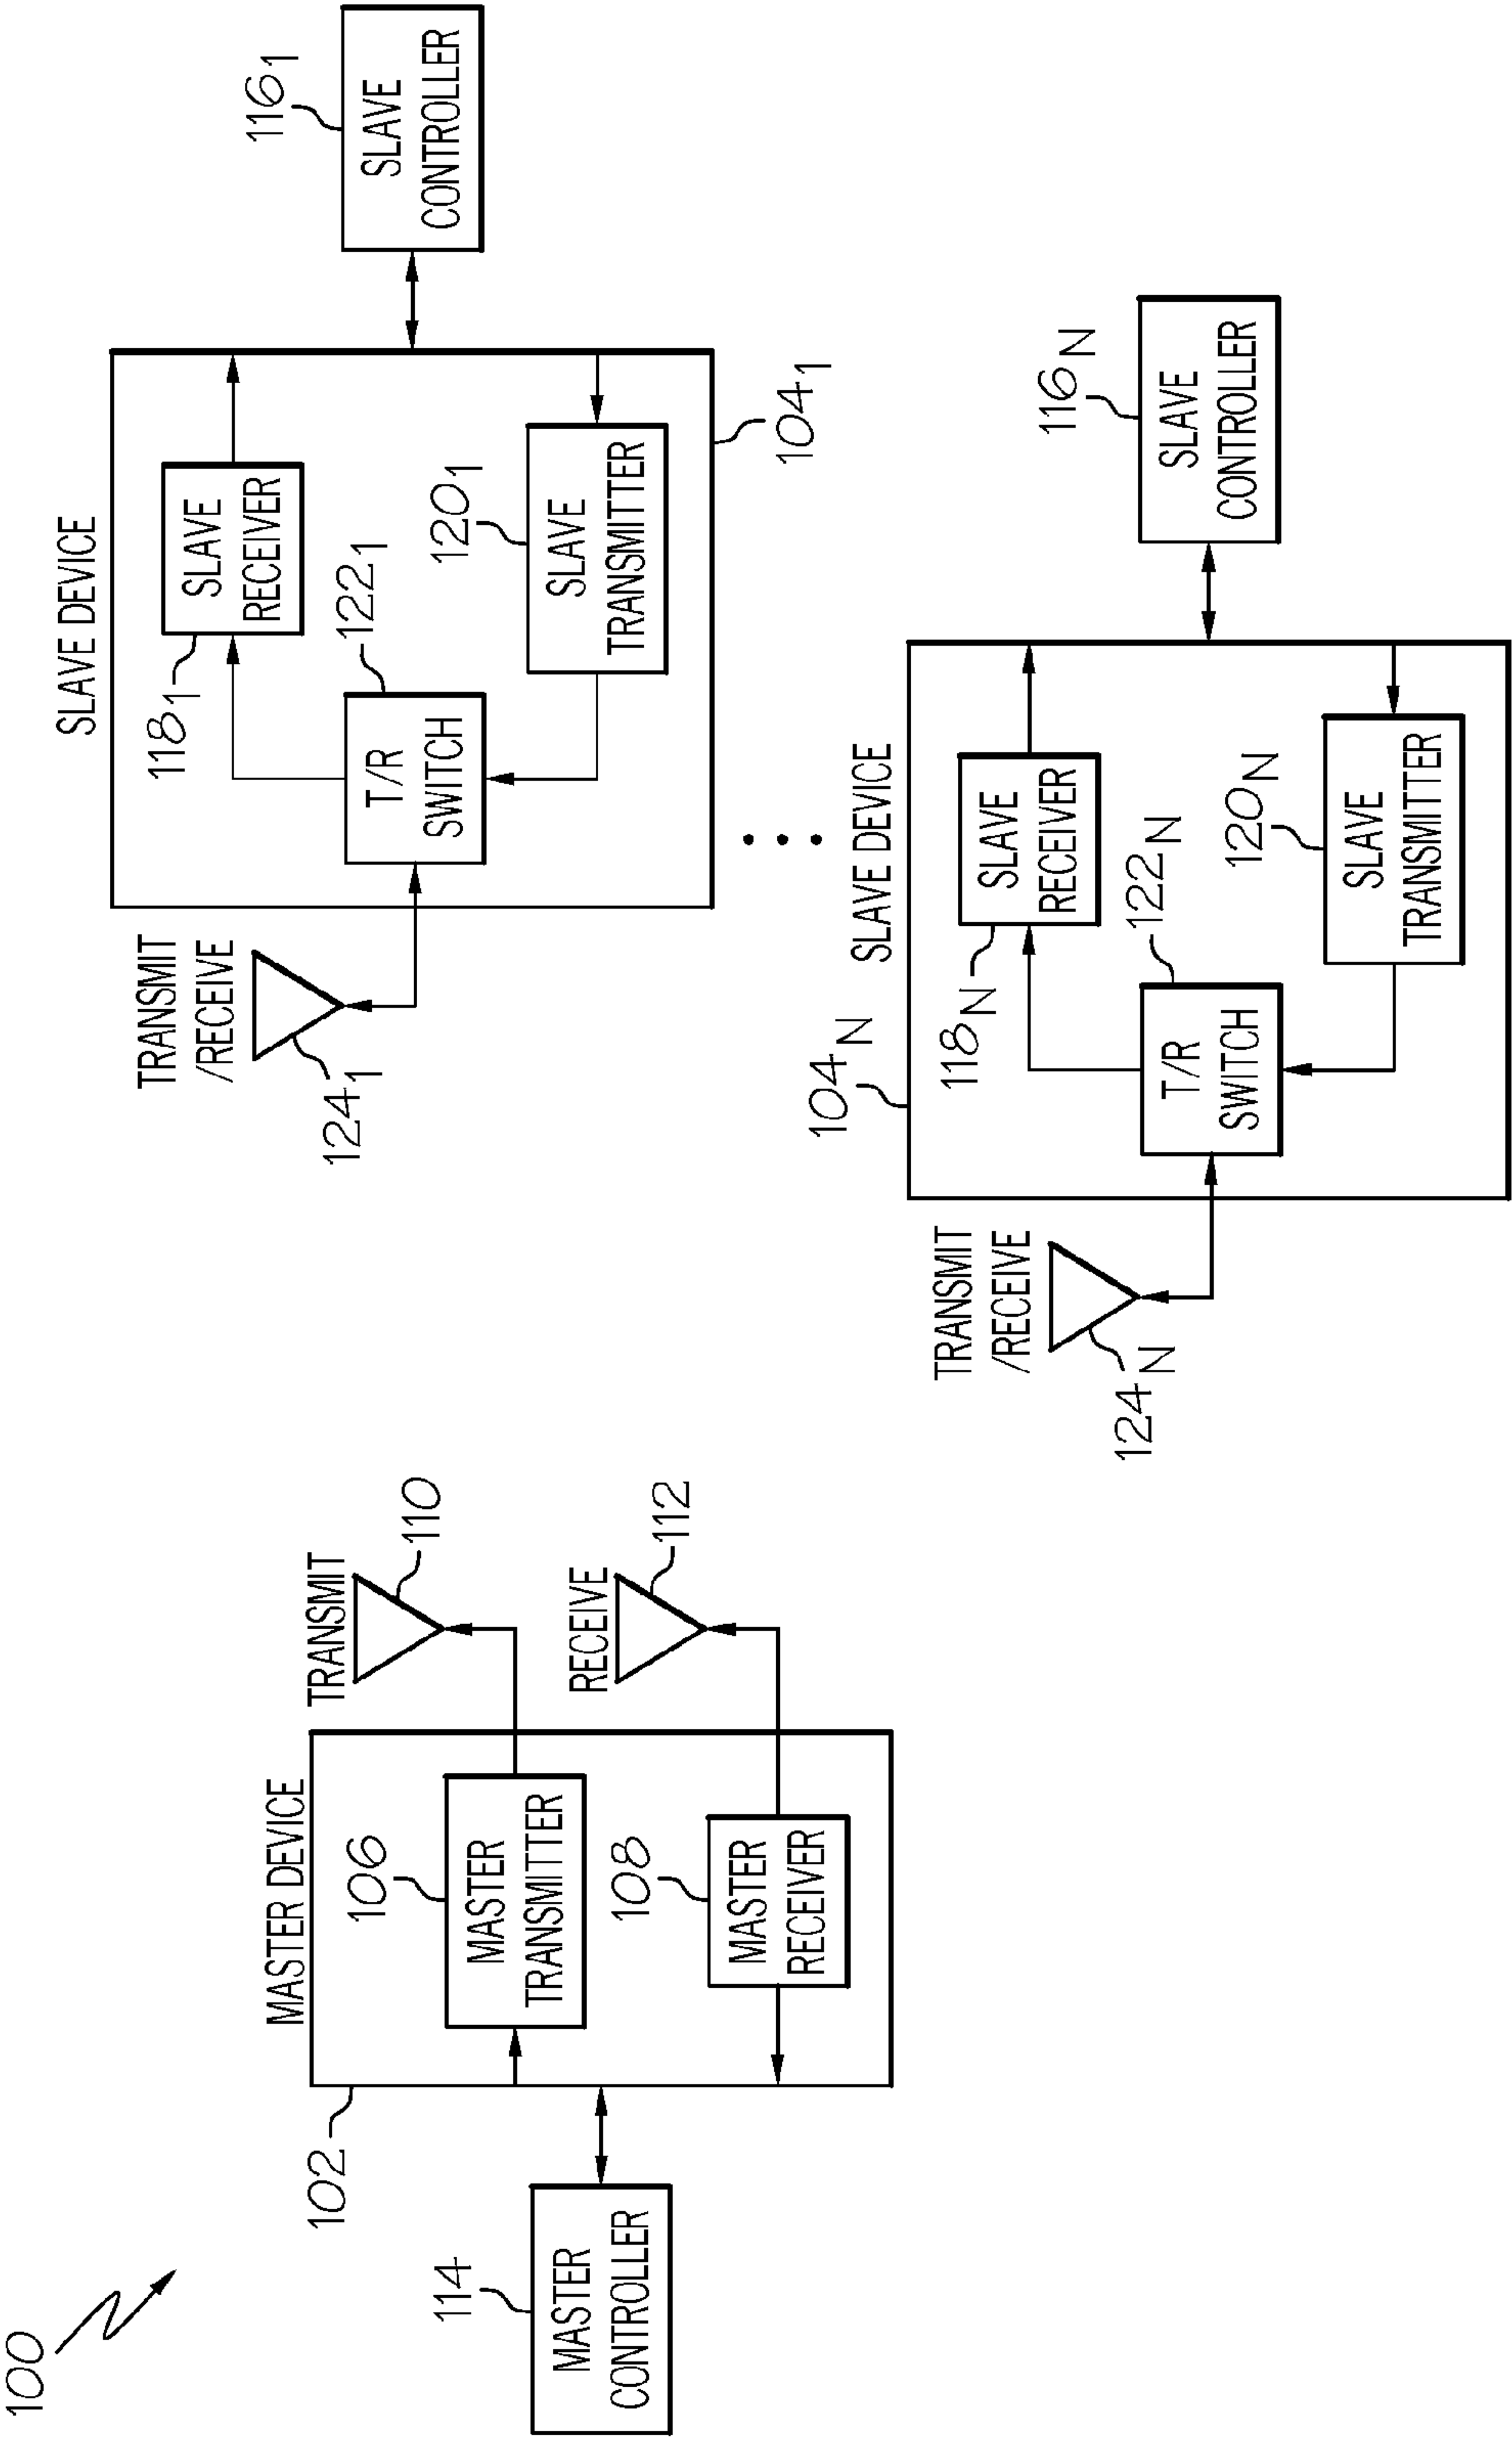 100
114
MASTER
CONTROLLER
102
MASTER DEVICE
106
MASTER
TRANSMITTER
108
MASTER
RECEIVER
TRANSMIT
110
RECEIVE
112
TRANSMIT
/RECEIVE
124₁
SLAVE DEVICE
118₁
SLAVE
RECEIVER
122₁
T/R
SWITCH
120₁
SLAVE
TRANSMITTER
104₁
116₁
SLAVE
CONTROLLER
TRANSMIT
/RECEIVE
124N
104N
SLAVE DEVICE
118N
SLAVE
RECEIVER
122N
T/R
SWITCH
120N
SLAVE
TRANSMITTER
116N
SLAVE
CONTROLLER